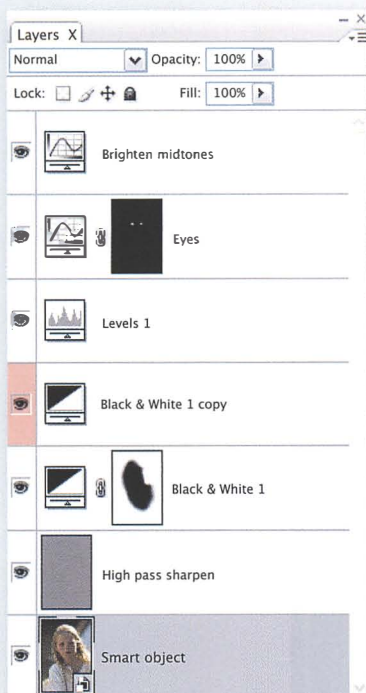 Layers X
Normal Opacity: 100%
Lock: Fill: 100%
Brighten midtones
Eyes
Levels 1
Black & White 1 copy
Black & White 1
High pass sharpen
Smart object